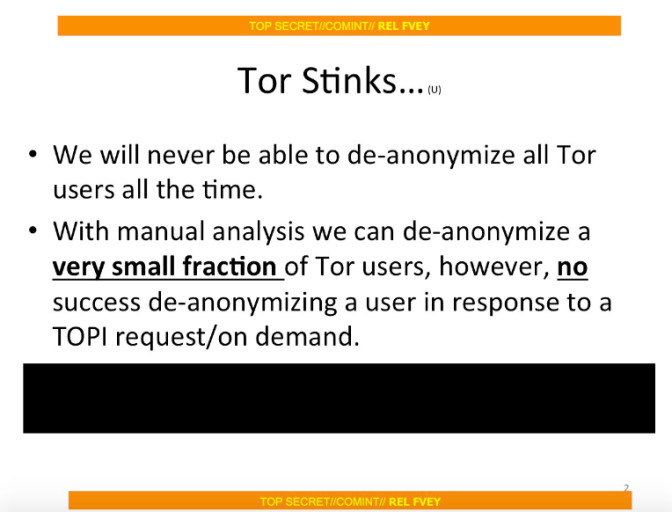 TOP SECRET//COMINT// REL FVEY
Tor Stinks... (U)
• We will never be able to de-anonymize all Tor
users all the time.
• With manual analysis we can de-anonymize a
very small fraction of Tor users, however, no
success de-anonymizing a user in response to a
TOPI request/on demand.
2
TOP SECRET//COMINT// REL FVEY